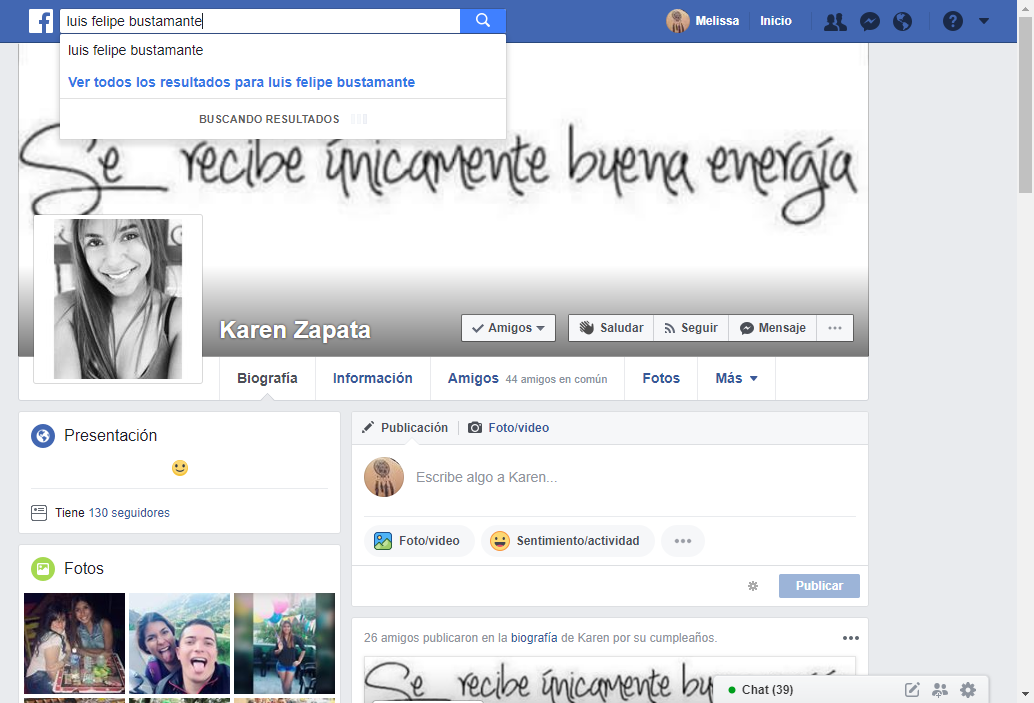 luis felipe bustamante
Melissa
Inicio
luis felipe bustamante
Ver todos los resultados para luis felipe bustamante
BUSCANDO RESULTADOS
Se recibe únicamente buena energía
Karen Zapata
Amigos
Saludar
Seguir
Mensaje
Biografía
Información
Amigos 44 amigos en común
Fotos
Más
Presentación
Tiene 130 seguidores
Fotos
Publicación
Foto/video
Escribe algo a Karen...
Foto/video
Sentimiento/actividad
Publicar
26 amigos publicaron en la biografía de Karen por su cumpleaños.
Se recibe únicamente
Chat (39)